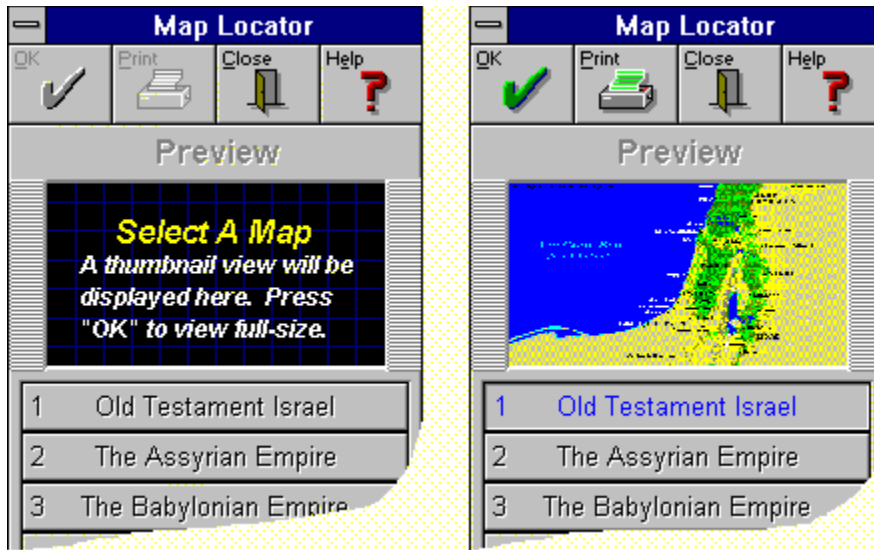 Map Locator
OK Print Close Help
Preview
Select A Map
A thumbnail view will be
displayed here. Press
"OK" to view full-size.
1 Old Testament Israel
2 The Assyrian Empire
3 The Babylonian Empire
Map Locator
OK Print Close Help
Preview
1 Old Testament Israel
2 The Assyrian Empire
3 The Babylonian Empire